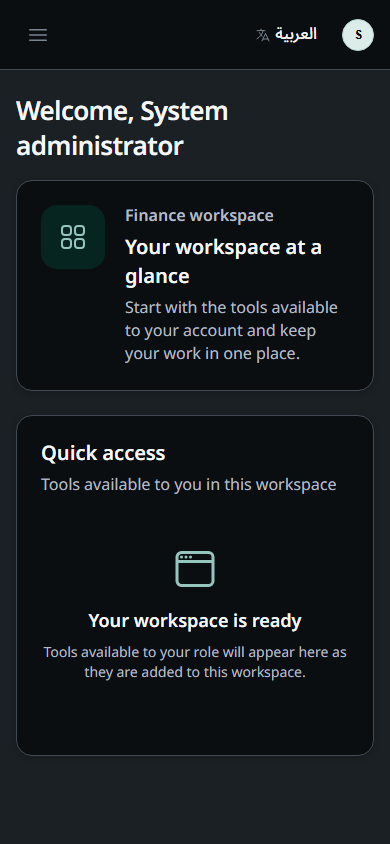 العربية
S
Welcome, System
administrator
Finance workspace
Your workspace at a
glance
Start with the tools available
to your account and keep
your work in one place.
Quick access
Tools available to you in this workspace
Your workspace is ready
Tools available to your role will appear here as
they are added to this workspace.